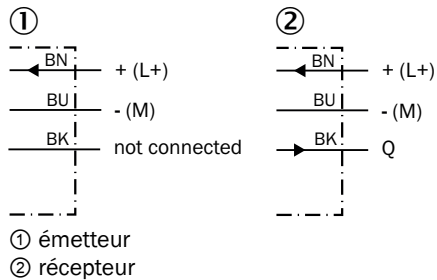 ① ②
BN + (L+) BN + (L+)
BU - (M) BU - (M)
BK not connected BK Q
① émetteur
② récepteur